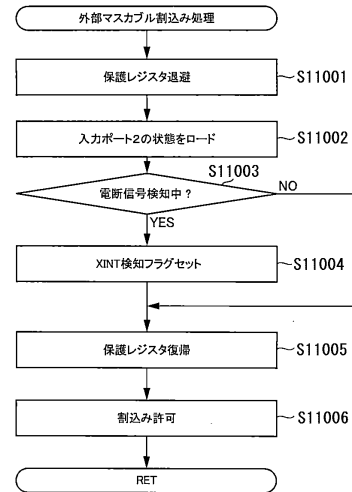 外部マスカブル割込み処理
保護レジスタ退避
S11001
入力ポート2の状態をロード
S11002
S11003
電断信号検知中？
NO
YES
XINT検知フラグセット
S11004
保護レジスタ復帰
S11005
割込み許可
S11006
RET